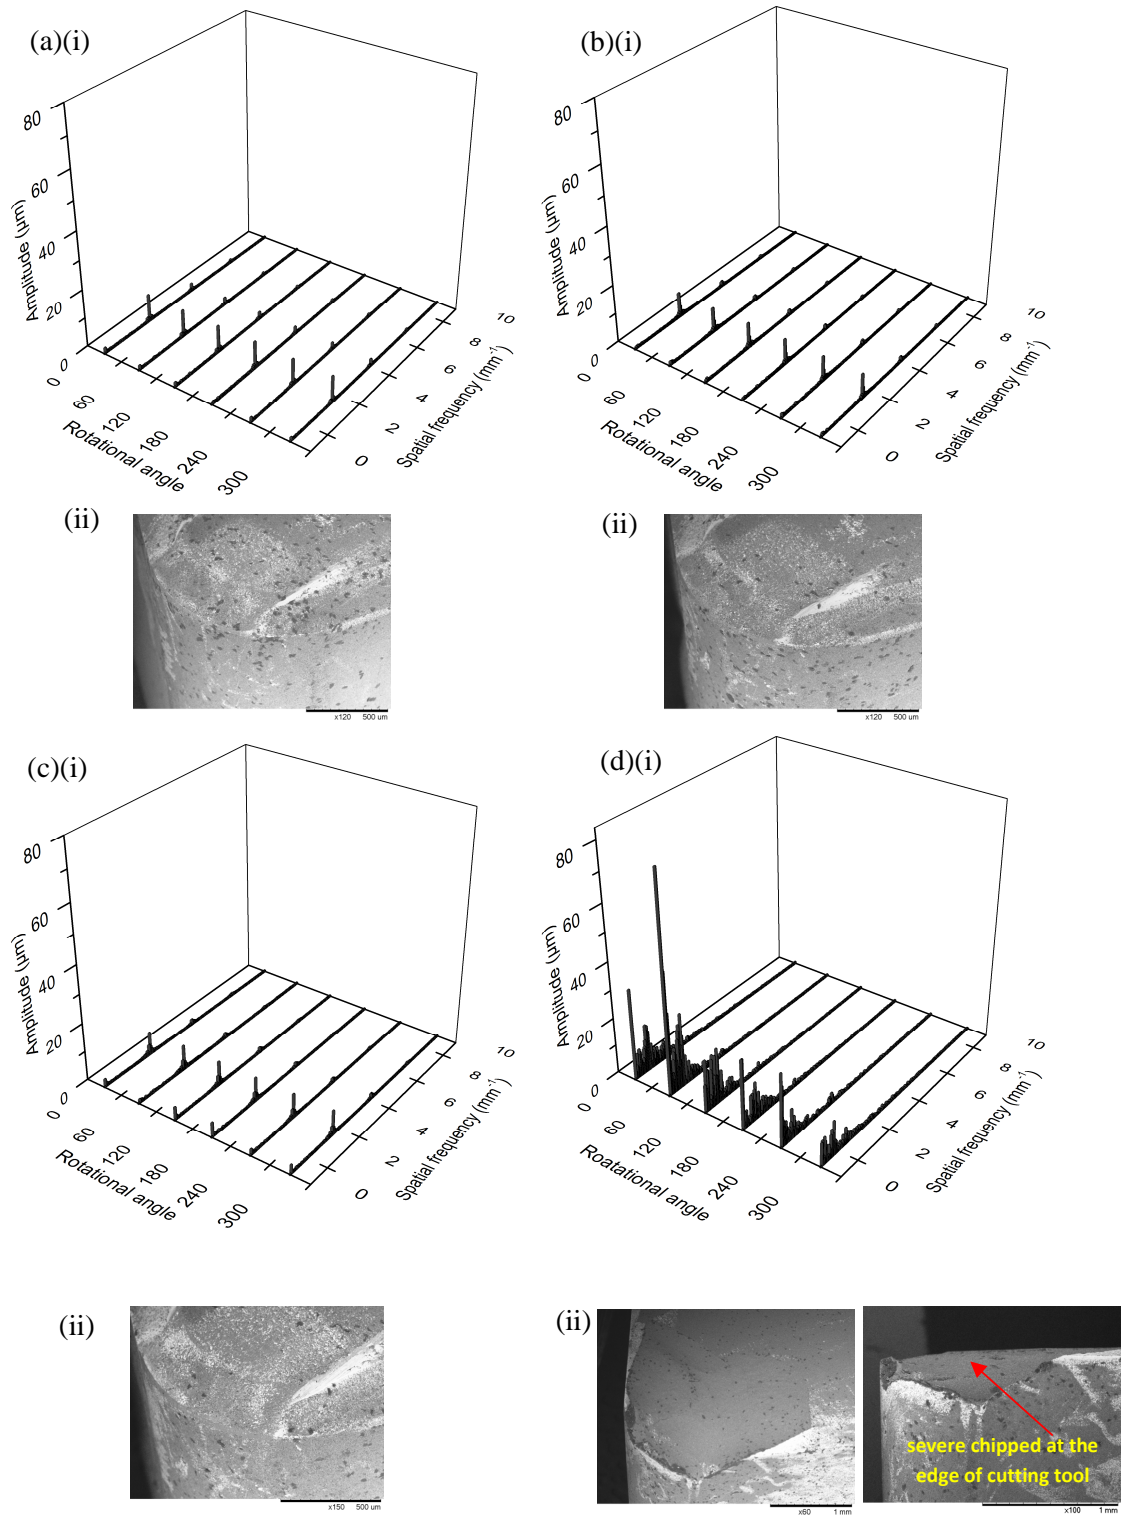 (a)(i)
80
60
40
20
0
Amplitude (µm)
0
60
120
180
240
300
Rotational angle
0
2
4
6
8
10
Spatial frequency (mm⁻¹)
(b)(i)
80
60
40
20
0
Amplitude (µm)
0
60
120
180
240
300
Rotational angle
0
2
4
6
8
10
Spatial frequency (mm⁻¹)
(ii)
x120 500 um
(ii)
x120 500 um
(c)(i)
80
60
40
20
0
Amplitude (µm)
0
60
120
180
240
300
Rotational angle
0
2
4
6
8
10
Spatial frequency (mm⁻¹)
(d)(i)
80
60
40
20
0
Amplitude (µm)
0
60
120
180
240
300
Roatational angle
0
2
4
6
8
10
Spatial frequency (mm⁻¹)
(ii)
x150 500 um
(ii)
x60 1 mm
severe chipped at the
edge of cutting tool
x100 1 mm